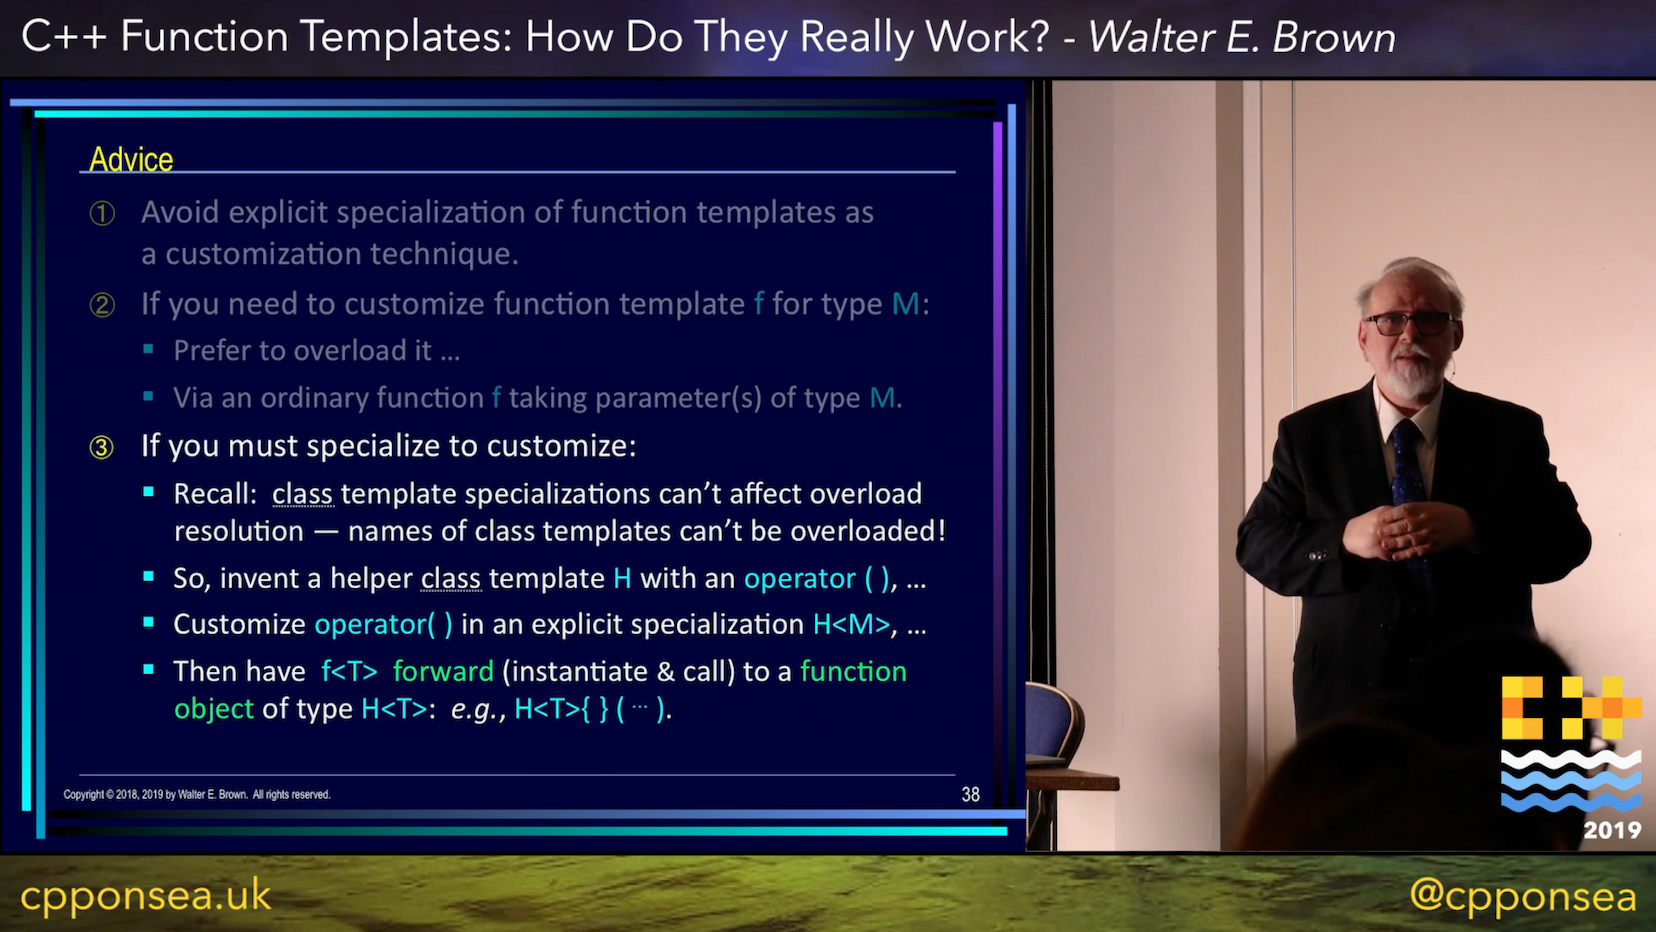 C++ Function Templates: How Do They Really Work? - Walter E. Brown
Advice
① Avoid explicit specialization of function templates as
a customization technique.
② If you need to customize function template f for type M:
▪ Prefer to overload it ...
▪ Via an ordinary function f taking parameter(s) of type M.
③ If you must specialize to customize:
▪ Recall: class template specializations can’t affect overload
resolution — names of class templates can’t be overloaded!
▪ So, invent a helper class template H with an operator ( ), ...
▪ Customize operator( ) in an explicit specialization H<M>, ...
▪ Then have f<T> forward (instantiate & call) to a function
object of type H<T>: e.g., H<T>{ } ( ... ).
Copyright © 2018, 2019 by Walter E. Brown. All rights reserved.
38
C++
2019
cpponsea.uk
@cpponsea